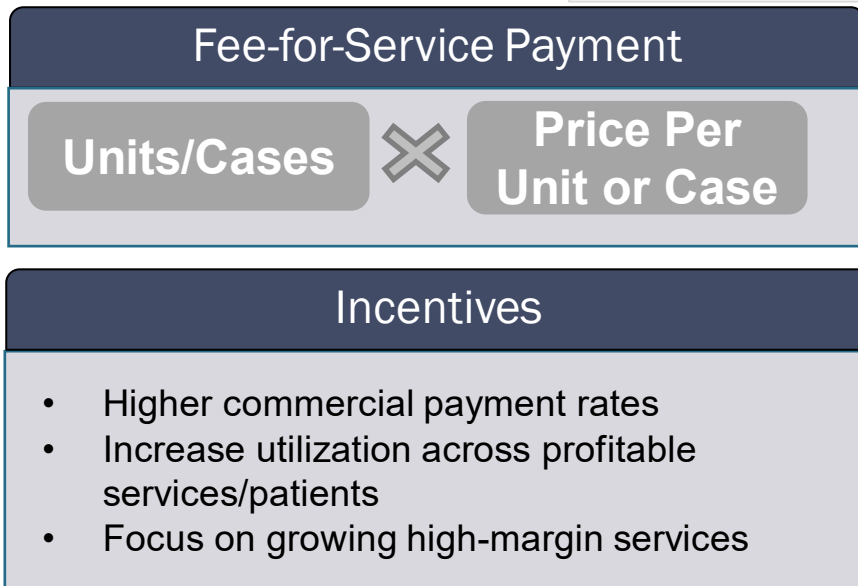 Fee-for-Service Payment
Units/Cases
Price Per
Unit or Case
Incentives
• Higher commercial payment rates
• Increase utilization across profitable
services/patients
• Focus on growing high-margin services